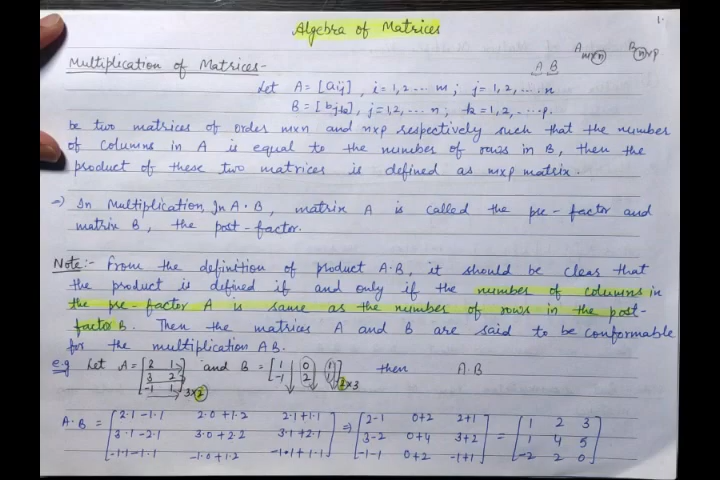 1.
Algebra of Matrices
A m×n B n×p
A B
Multiplication of Matrices -
Let A = [aij], i = 1, 2, ... m ; j = 1, 2, ... n
B = [bjk], j = 1, 2, ... n ; k = 1, 2, ... p.
be two matrices of order m×n and n×p respectively such that the number
of columns in A is equal to the number of rows in B, then the
product of these two matrices is defined as m×p matrix.
⇒) In Multiplication, In A·B, matrix A is called the pre-factor and
matrix B, the post-factor.
Note:- From the definition of product A·B, it should be clear that
the product is defined if and only if the number of columns in
the pre-factor A is same as the number of rows in the post-
factor B. Then the matrices A and B are said to be conformable
for the multiplication AB.
e.g Let A = [2 1; 3 2; -1 1] 3×2 and B = [1 0 1; -1 2 1] 2×3 then A·B
A·B = [2·1-1·1 2·0+1·2 2·1+1·1; 3·1-2·1 3·0+2·2 3·1+2·1; -1·1-1·1 -1·0+1·2 -1·1+1·1] ⇒ [2-1 0+2 2+1; 3-2 0+4 3+2; -1-1 0+2 -1+1] = [1 2 3; 1 4 5; -2 2 0]